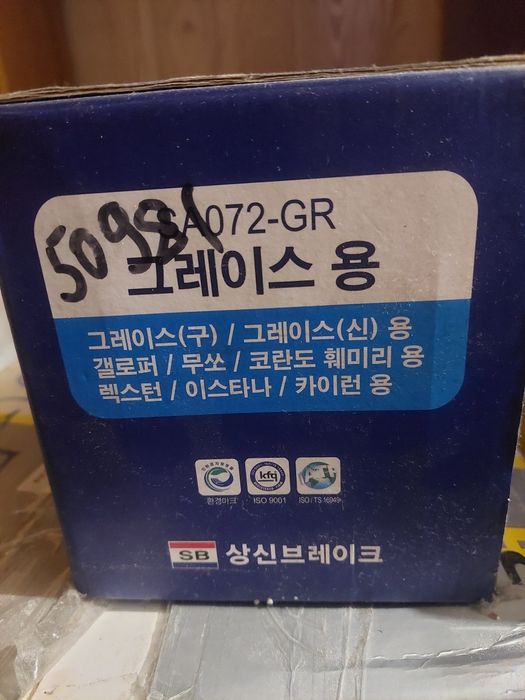 SA072-GR
50981
그레이스 용
그레이스(구) / 그레이스(신) 용
갤로퍼 / 무쏘 / 코란도 훼미리 용
렉스턴 / 이스타나 / 카이런 용
kfq
환경마크
ISO 9001
ISO / TS 16949
SB 상신브레이크